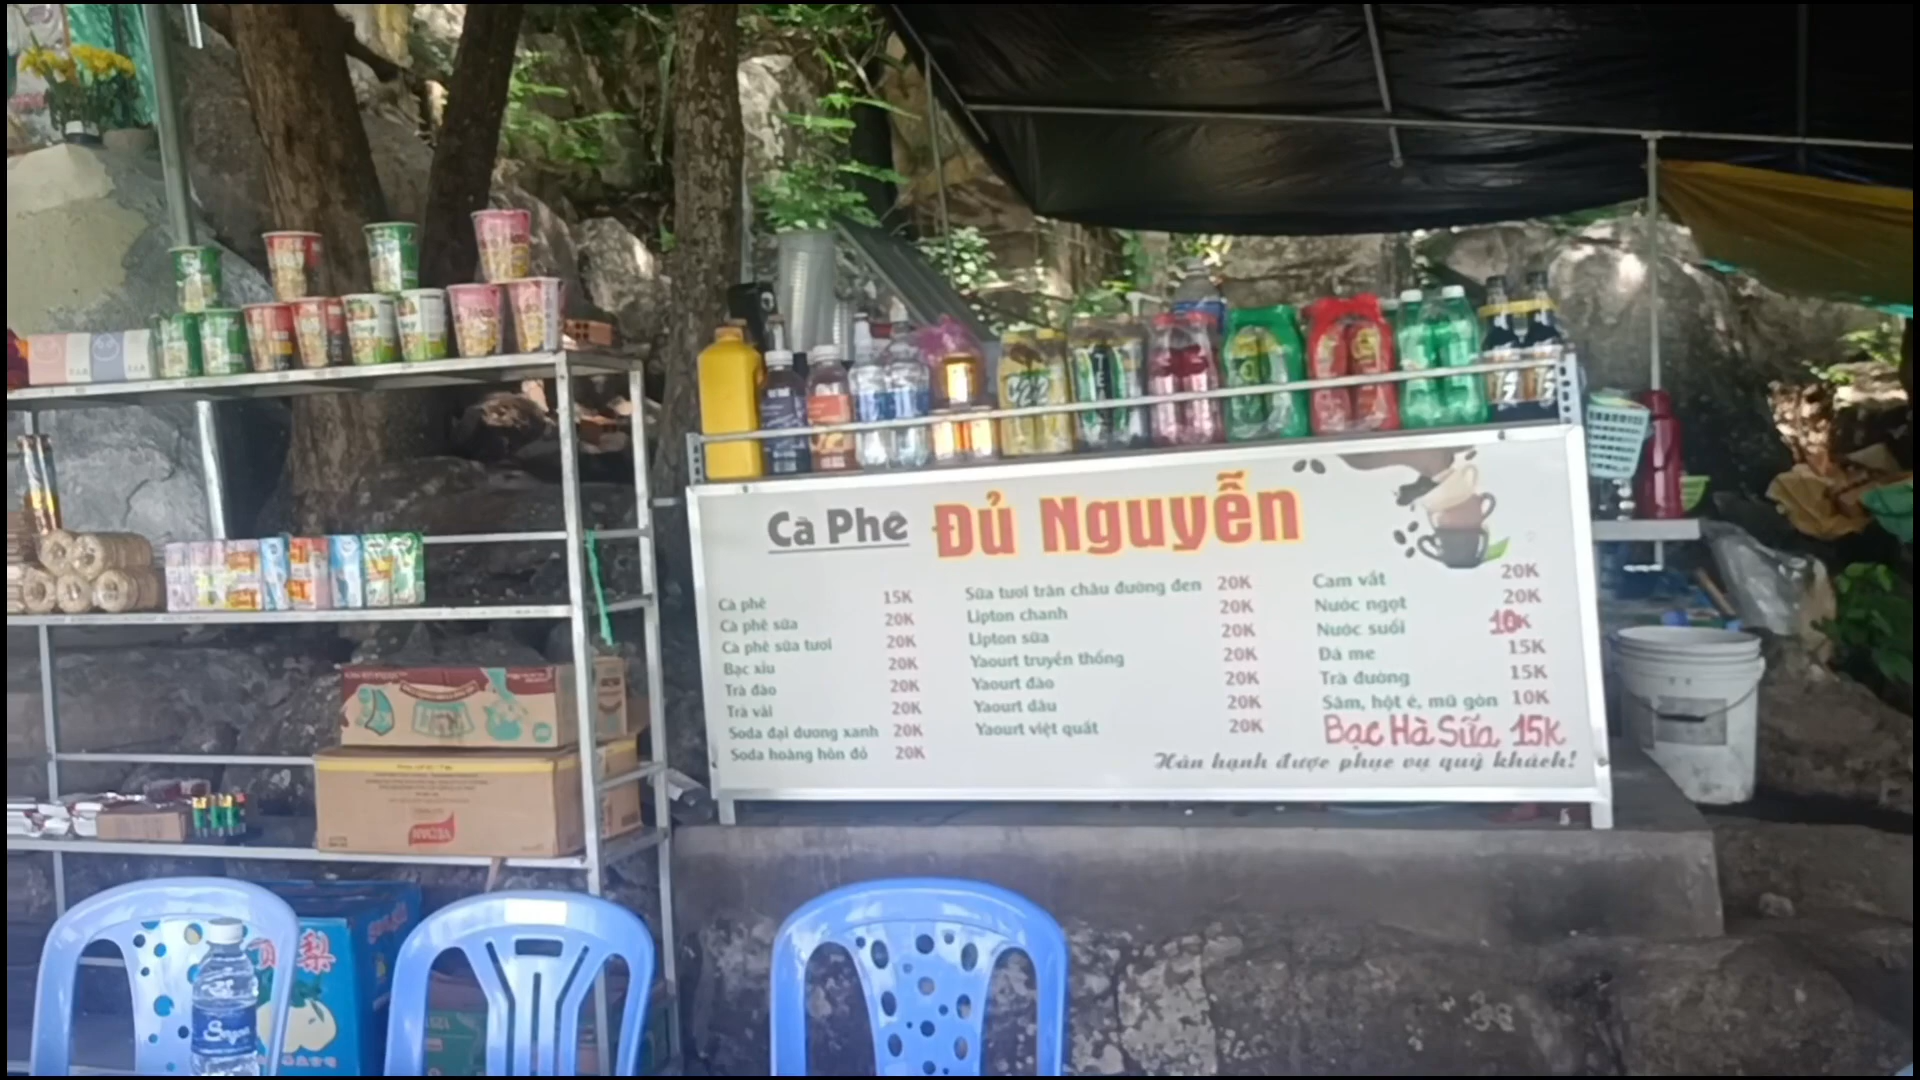 Cà Phê Đủ Nguyễn
Cà phê 15K
Cà phê sữa 20K
Cà phê sữa tươi 20K
Bạc xỉu 20K
Trà đào 20K
Trà vải 20K
Soda đại dương xanh 20K
Soda hoàng hôn đỏ 20K
Sữa tươi trân châu đường đen 20K
Lipton chanh 20K
Lipton sữa 20K
Yaourt truyền thống 20K
Yaourt đào 20K
Yaourt dâu 20K
Yaourt việt quất 20K
Cam vắt 20K
Nước ngọt 20K
Nước suối 10K
Đá me 15K
Trà đường 15K
Sâm, hột é, mũ gòn 10K
Bạc Hà Sữa 15k
Hân hạnh được phục vụ quý khách!
VEDAN
梨